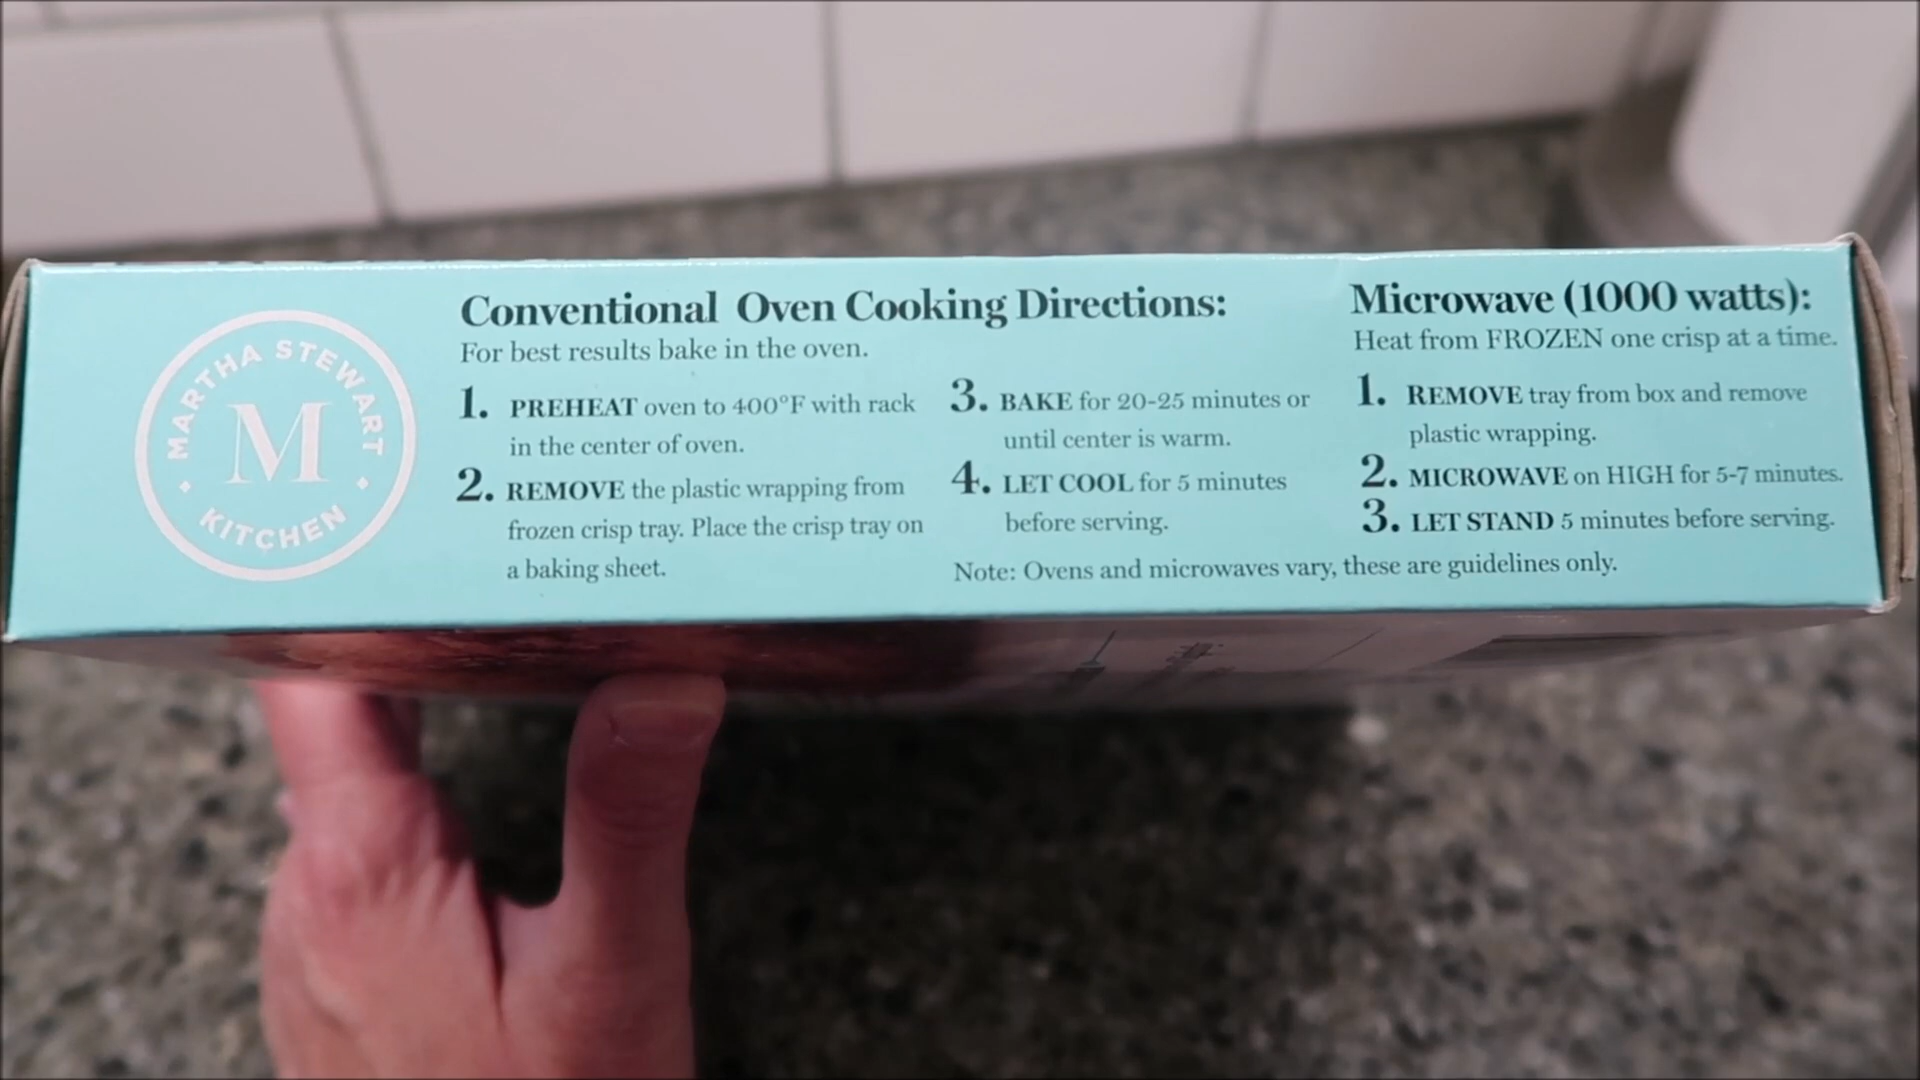 MARTHA STEWART
M
KITCHEN
Conventional Oven Cooking Directions:
For best results bake in the oven.
1. PREHEAT oven to 400°F with rack
in the center of oven.
2. REMOVE the plastic wrapping from
frozen crisp tray. Place the crisp tray on
a baking sheet.
3. BAKE for 20-25 minutes or
until center is warm.
4. LET COOL for 5 minutes
before serving.
Microwave (1000 watts):
Heat from FROZEN one crisp at a time.
1. REMOVE tray from box and remove
plastic wrapping.
2. MICROWAVE on HIGH for 5-7 minutes.
3. LET STAND 5 minutes before serving.
Note: Ovens and microwaves vary, these are guidelines only.